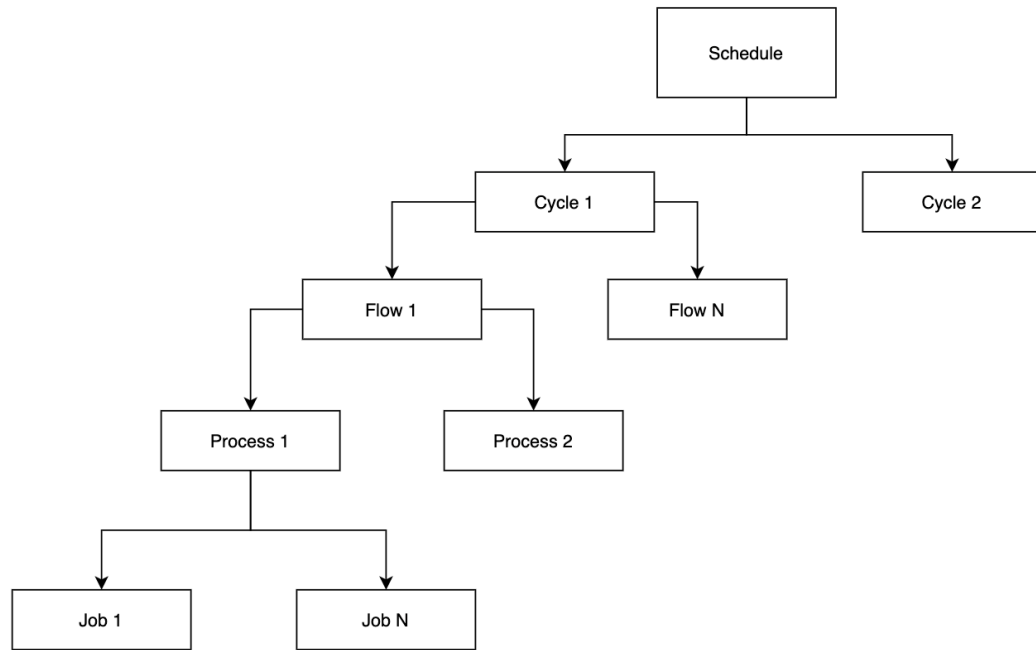 Schedule
Cycle 1
Cycle 2
Flow 1
Flow N
Process 1
Process 2
Job 1
Job N